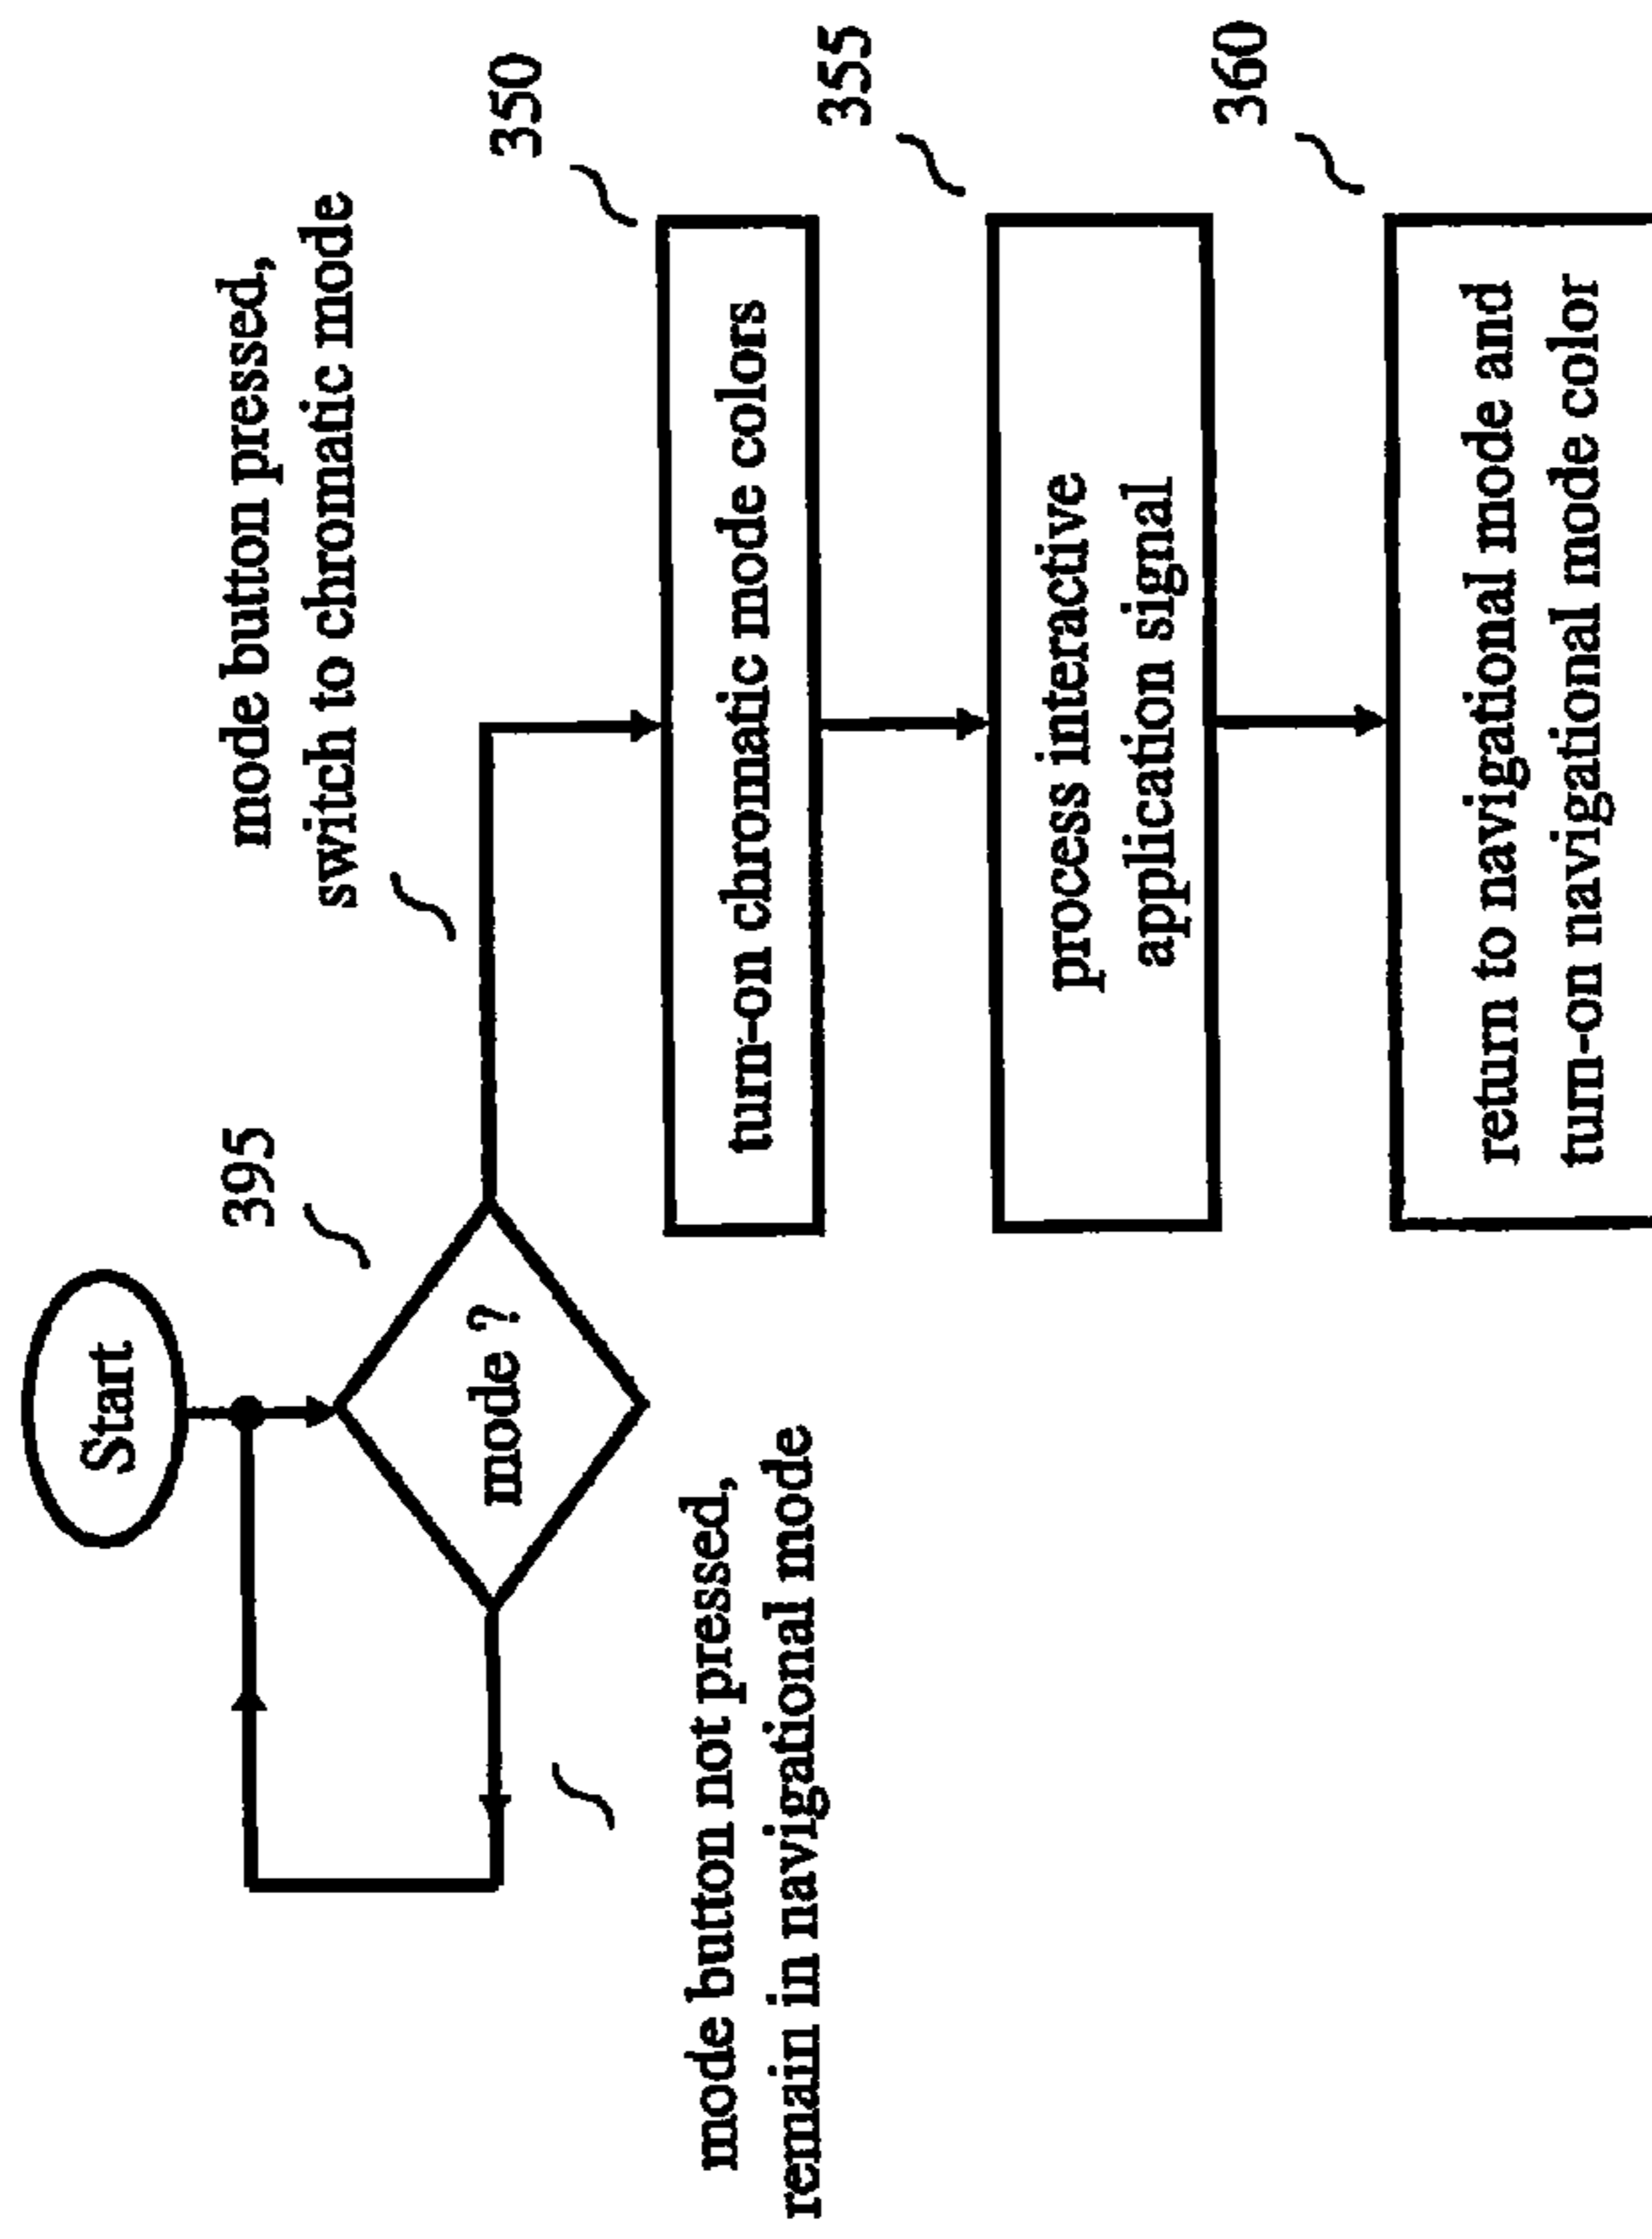 Start
395
mode ?
mode button pressed,
switch to chromatic mode
mode button not pressed,
remain in navigational mode
350
turn-on chromatic mode colors
355
process interactive
application signal
360
return to navigational mode and
turn-on navigational mode color